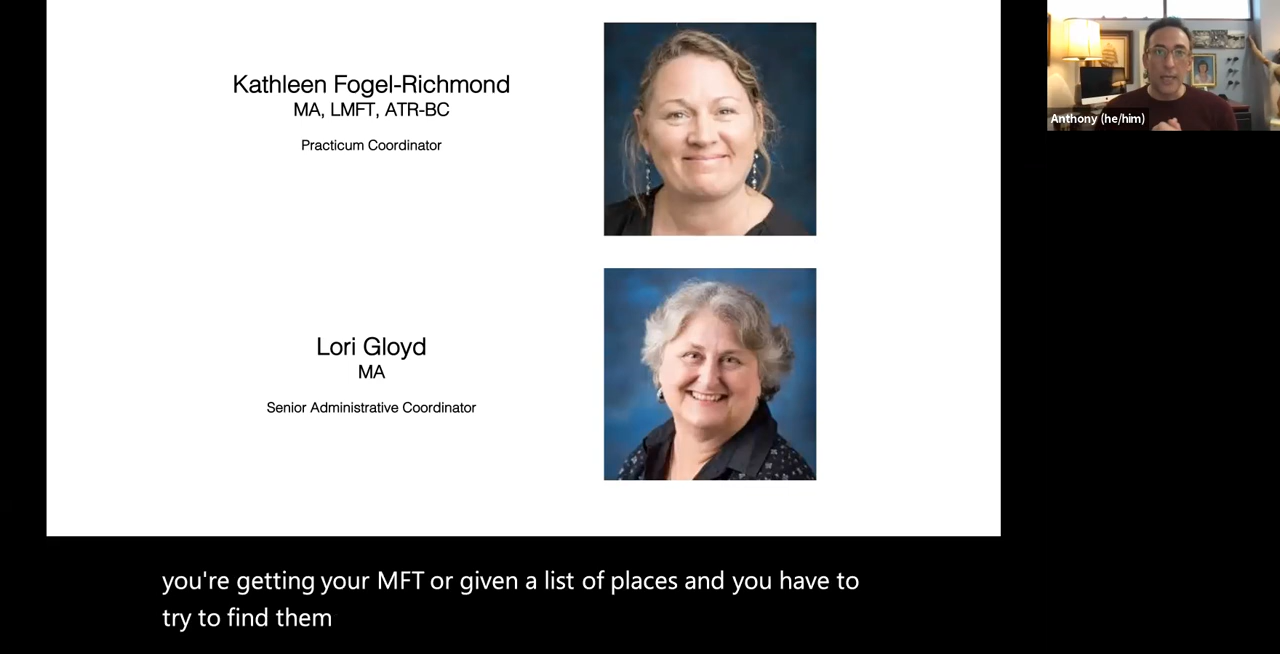 Kathleen Fogel-Richmond
MA, LMFT, ATR-BC
Practicum Coordinator
Anthony (he/him)
Lori Gloyd
MA
Senior Administrative Coordinator
you're getting your MFT or given a list of places and you have to
try to find them